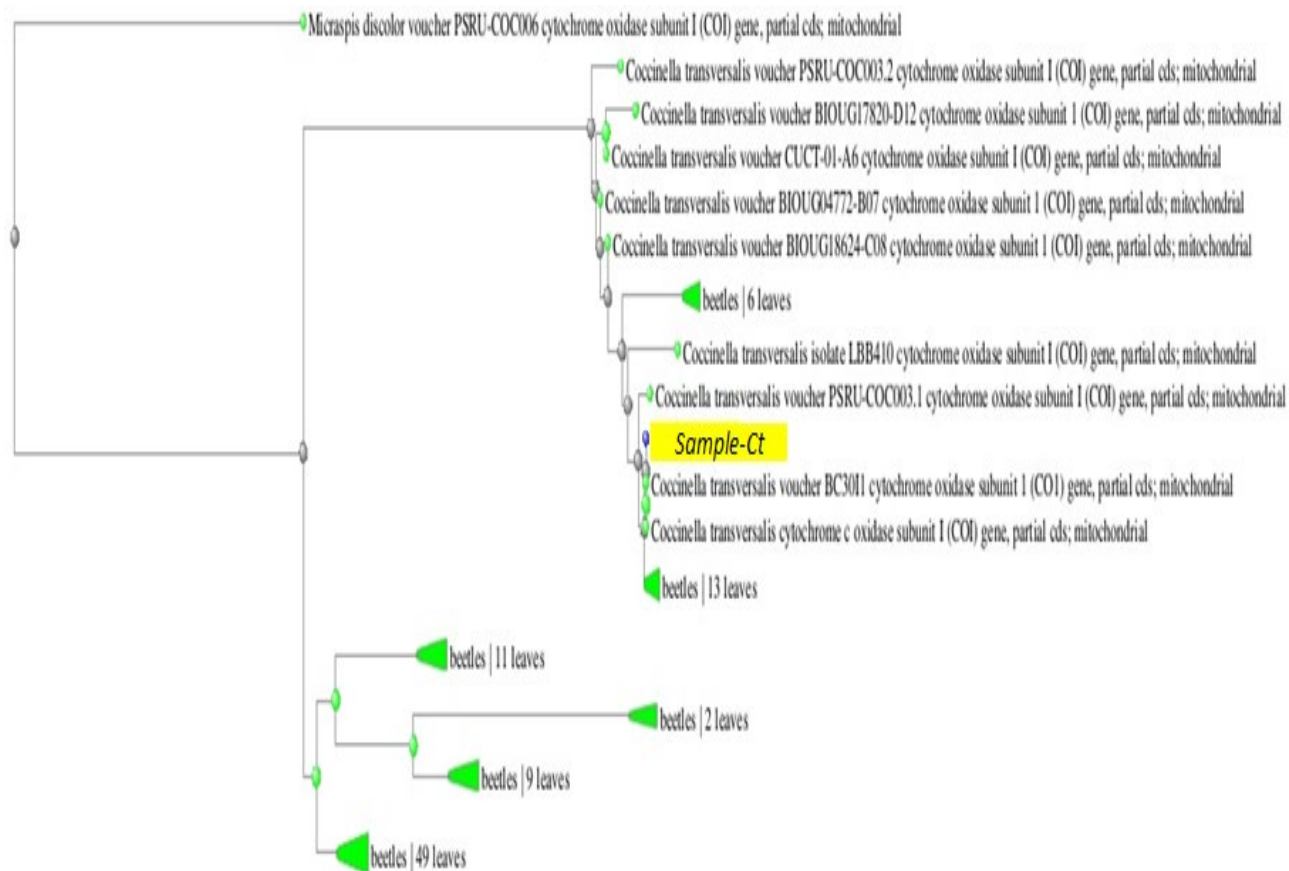 Micraspis discolor voucher PSRU-COC006 cytochrome oxidase subunit I (COI) gene, partial cds; mitochondrial
Coccinella transversalis voucher PSRU-COC003.2 cytochrome oxidase subunit I (COI) gene, partial cds; mitochondrial
Coccinella transversalis voucher BIOUG17820-D12 cytochrome oxidase subunit 1 (COI) gene, partial cds; mitochondrial
Coccinella transversalis voucher CUCT-01-A6 cytochrome oxidase subunit I (COI) gene, partial cds; mitochondrial
Coccinella transversalis voucher BIOUG04772-B07 cytochrome oxidase subunit 1 (COI) gene, partial cds; mitochondrial
Coccinella transversalis voucher BIOUG18624-C08 cytochrome oxidase subunit 1 (COI) gene, partial cds; mitochondrial
beetles | 6 leaves
Coccinella transversalis isolate LBB410 cytochrome oxidase subunit I (COI) gene, partial cds; mitochondrial
Coccinella transversalis voucher PSRU-COC003.1 cytochrome oxidase subunit I (COI) gene, partial cds; mitochondrial
Sample-Ct
Coccinella transversalis voucher BC30I1 cytochrome oxidase subunit 1 (CO1) gene, partial cds; mitochondrial
Coccinella transversalis cytochrome c oxidase subunit I (COI) gene, partial cds; mitochondrial
beetles | 13 leaves
beetles | 11 leaves
beetles | 2 leaves
beetles | 9 leaves
beetles | 49 leaves